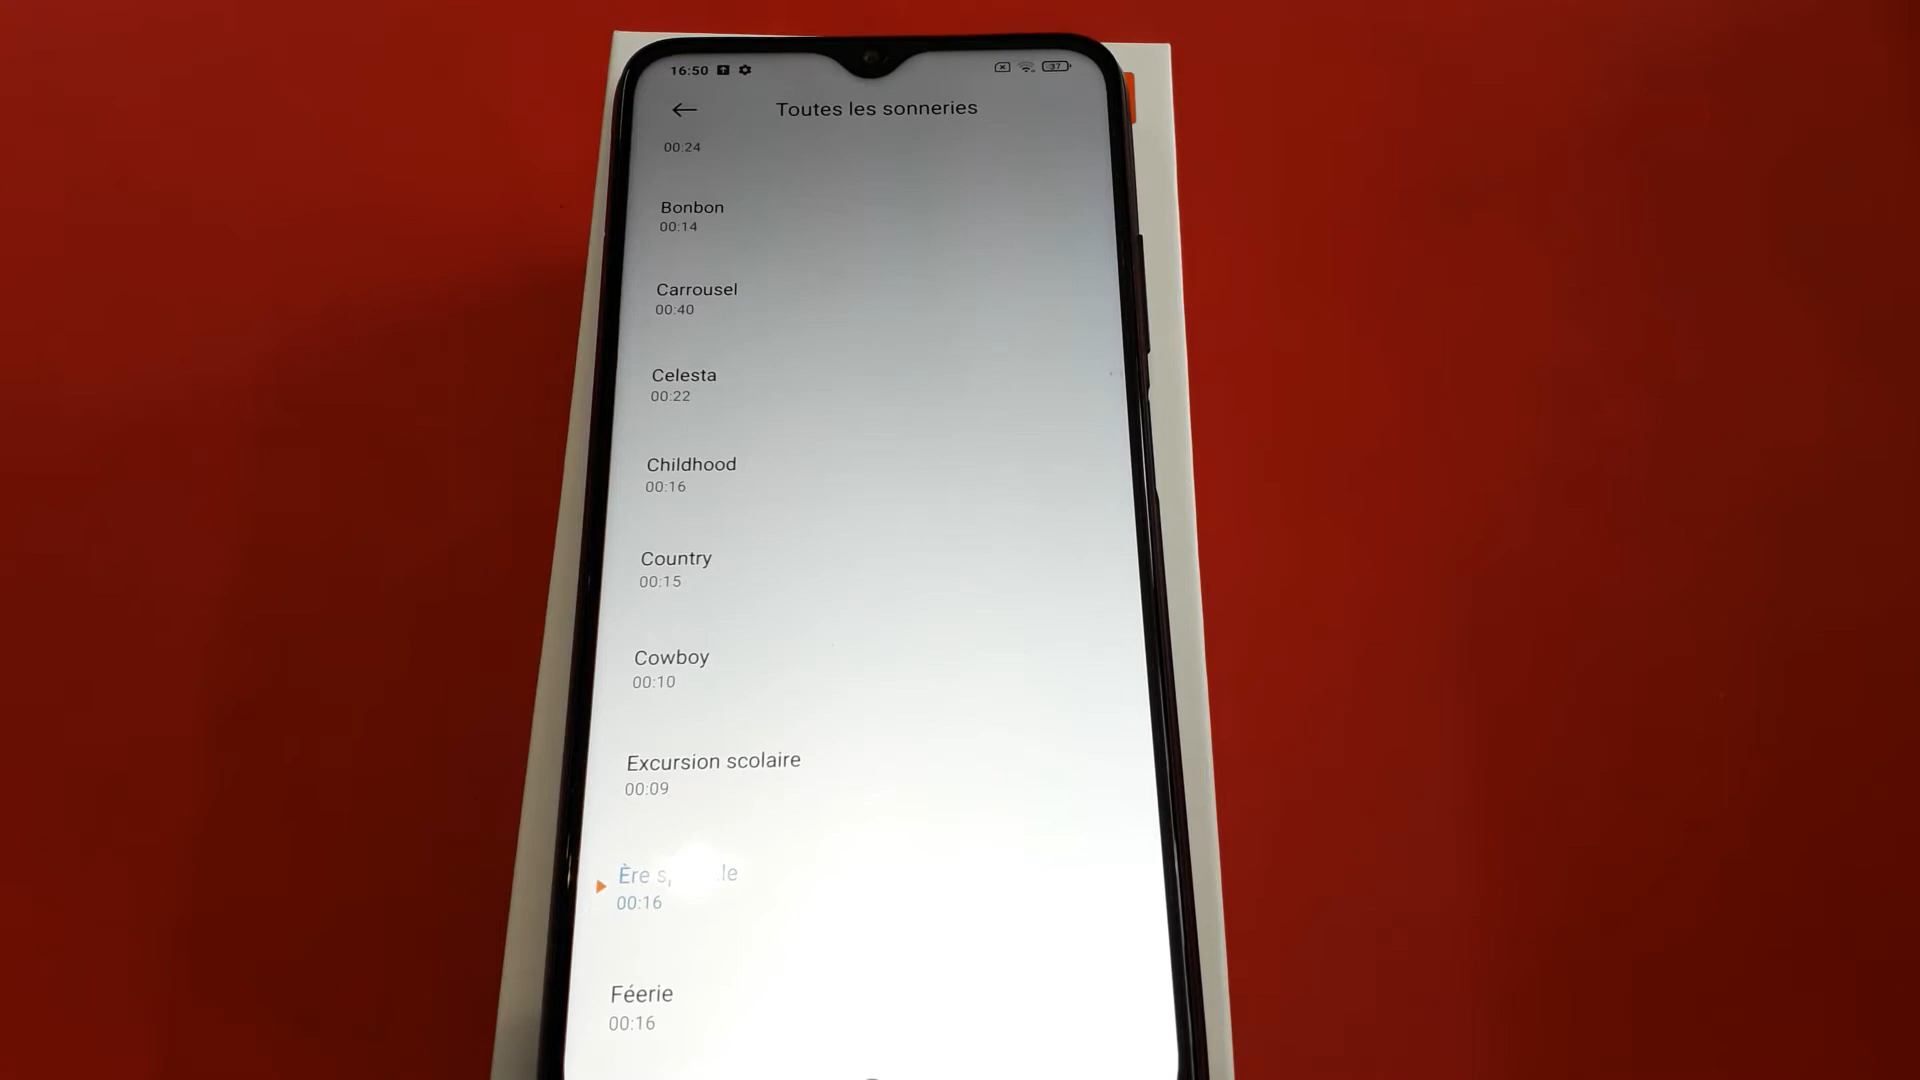 16:50
37
Toutes les sonneries
00:24
Bonbon
00:14
Carrousel
00:40
Celesta
00:22
Childhood
00:16
Country
00:15
Cowboy
00:10
Excursion scolaire
00:09
Ère
00:16
Féerie
00:16